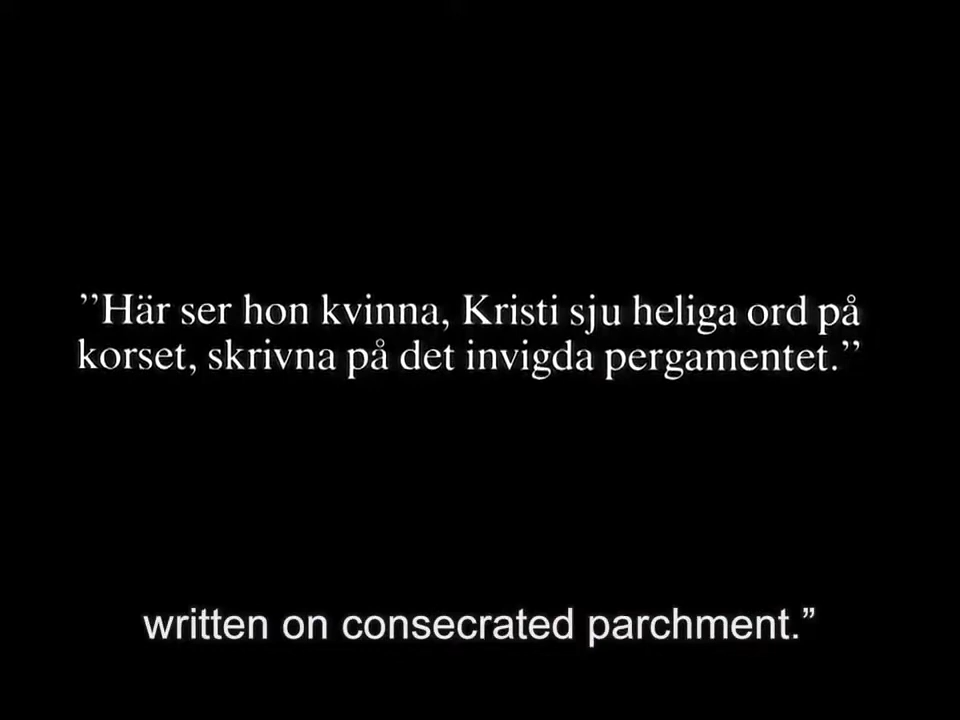 ”Här ser hon kvinna, Kristi sju heliga ord på
korset, skrivna på det invigda pergamentet.”
written on consecrated parchment.”